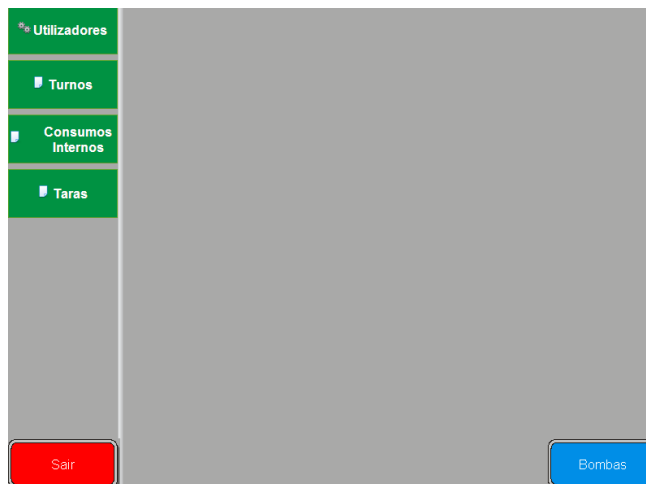 Utilizadores
Turnos
Consumos
Internos
Taras
Sair
Bombas